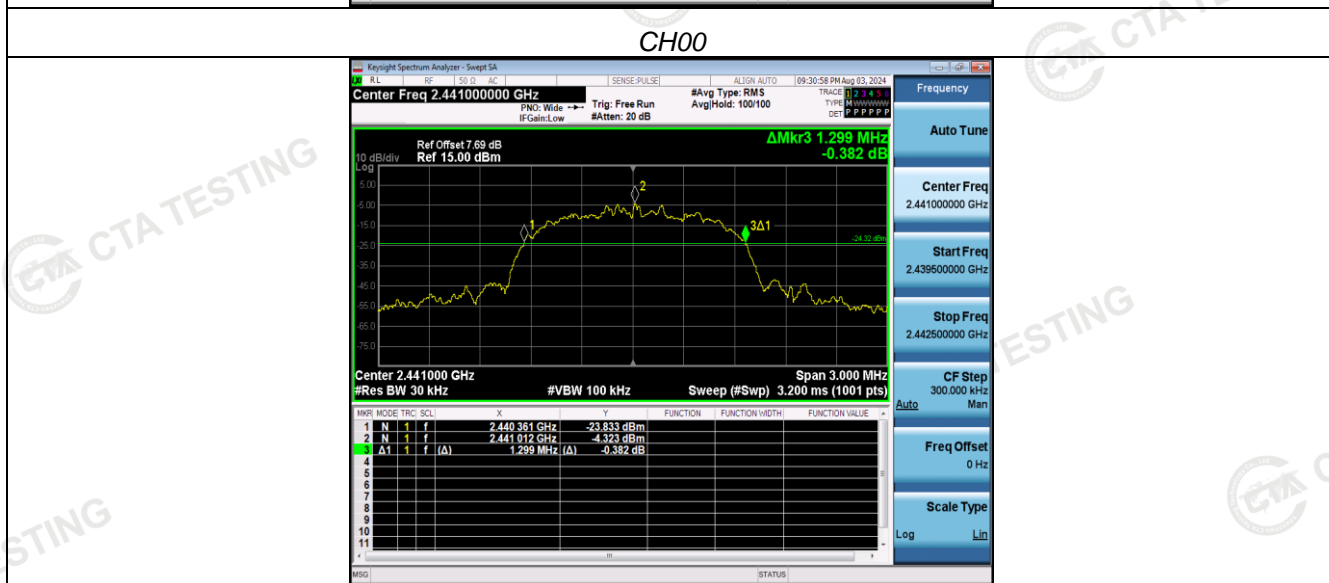 CH00
Keysight Spectrum Analyzer - Swept SA
RL RF 50 Ω AC SENSE:PULSE ALIGN AUTO 09:30:58 PM Aug 03, 2024
Center Freq 2.441000000 GHz
PNO: Wide
IFGain:Low
Trig: Free Run
#Atten: 20 dB
#Avg Type: RMS
Avg|Hold: 100/100
TRACE 1 2 3 4 5 6
TYPE M WWWWW
DET P P P P P P
Ref Offset 7.69 dB
10 dB/div Ref 15.00 dBm
Log
ΔMkr3 1.299 MHz
-0.382 dB
5.00
-5.00
-15.0
-25.0
-35.0
-45.0
-55.0
-65.0
-75.0
1
2
3Δ1
-24.32 dBm
Center 2.441000 GHz Span 3.000 MHz
#Res BW 30 kHz #VBW 100 kHz Sweep (#Swp) 3.200 ms (1001 pts)
MKR MODE TRC SCL X Y FUNCTION FUNCTION WIDTH FUNCTION VALUE
1 N 1 f 2.440 361 GHz -23.833 dBm
2 N 1 f 2.441 012 GHz -4.323 dBm
3 Δ1 1 f (Δ) 1.299 MHz (Δ) -0.382 dB
4
5
6
7
8
9
10
11
MSG STATUS
Frequency
Auto Tune
Center Freq
2.441000000 GHz
Start Freq
2.439500000 GHz
Stop Freq
2.442500000 GHz
CF Step
300.000 kHz
Auto Man
Freq Offset
0 Hz
Scale Type
Log Lin
CTA TESTING
CTA
ESTING
STING